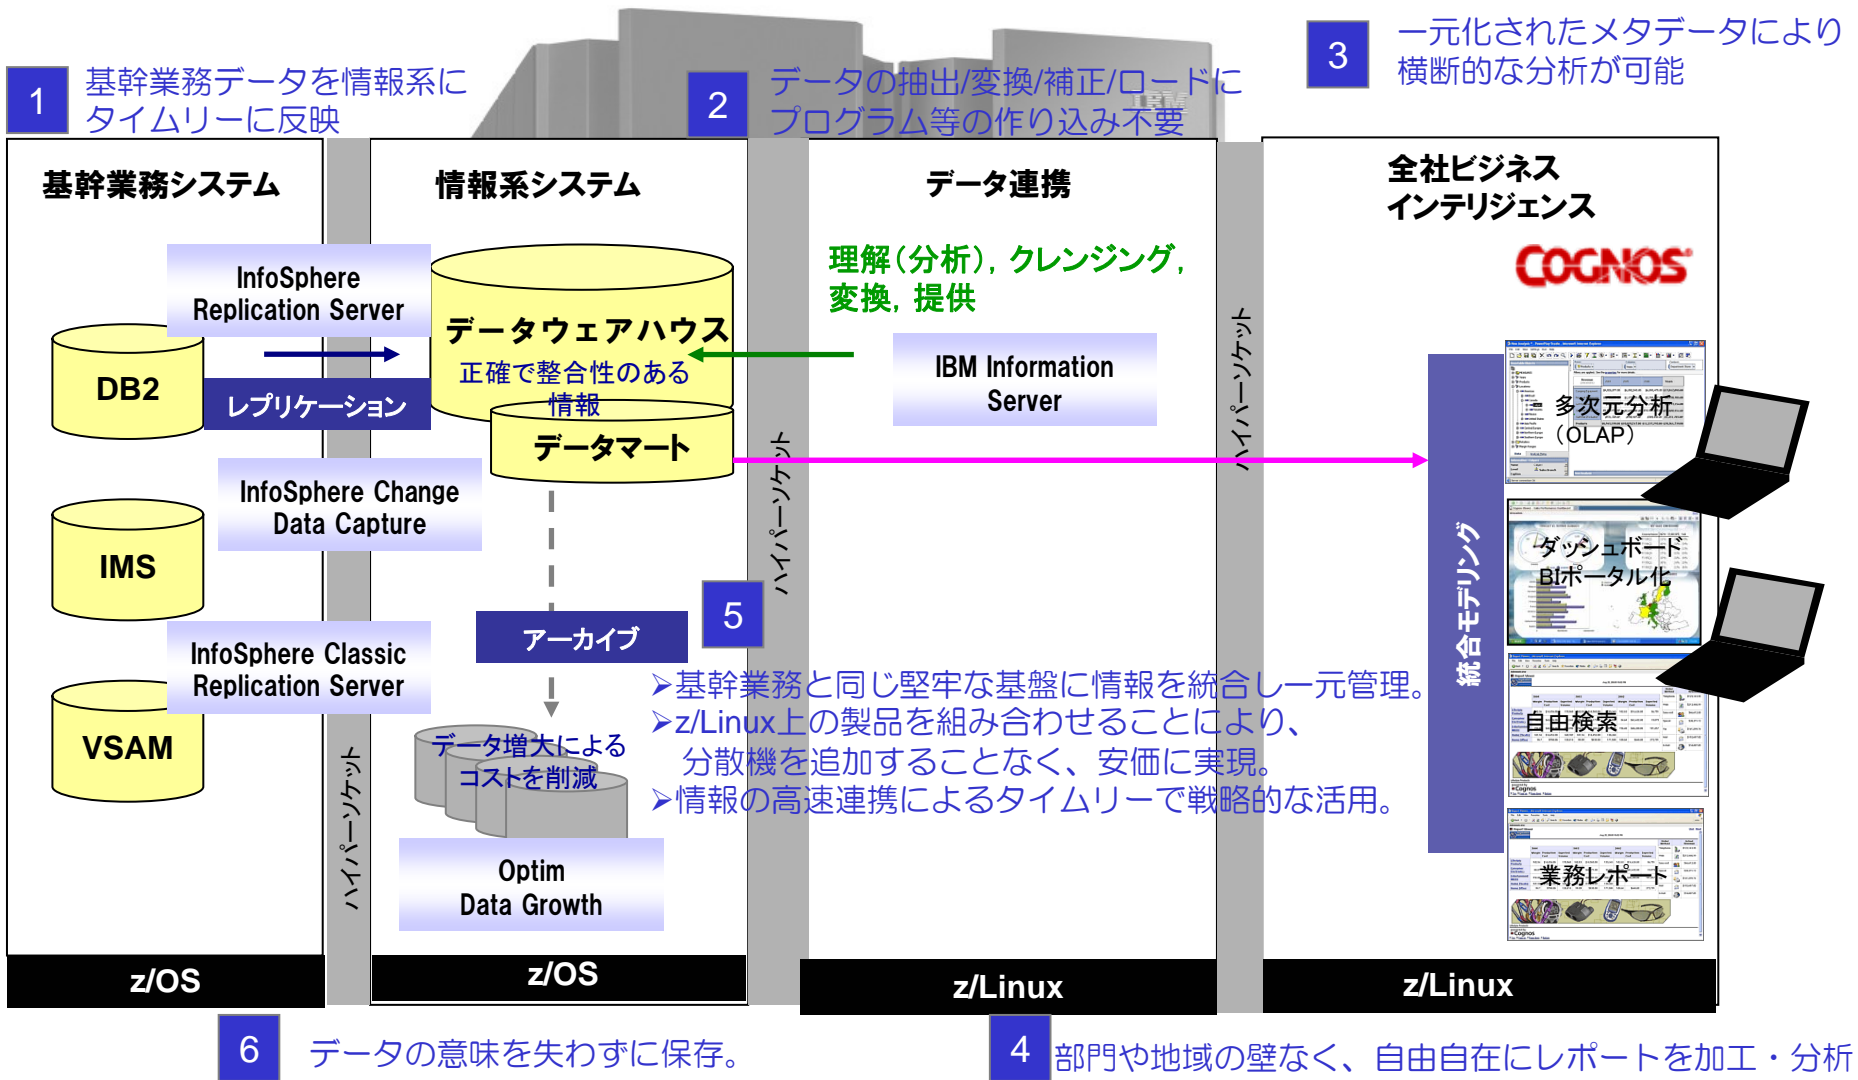 1
基幹業務データを情報系に
タイムリーに反映
2
データの抽出/変換/補正/ロードに
プログラム等の作り込み不要
IBM
3
一元化されたメタデータにより
横断的な分析が可能
基幹業務システム
InfoSphere
Replication Server
DB2
レプリケーション
InfoSphere Change
Data Capture
IMS
InfoSphere Classic
Replication Server
VSAM
z/OS
ハイパーソケット
情報系システム
データウェアハウス
正確で整合性のある
情報
データマート
アーカイブ
データ増大による
コストを削減
Optim
Data Growth
z/OS
ハイパーソケット
データ連携
理解(分析), クレンジング,
変換, 提供
IBM Information
Server
5
➢基幹業務と同じ堅牢な基盤に情報を統合し一元管理。
➢z/Linux上の製品を組み合わせることにより、
分散機を追加することなく、安価に実現。
➢情報の高速連携によるタイムリーで戦略的な活用。
z/Linux
ハイパーソケット
全社ビジネス
インテリジェンス
COGNOS
統合モデリング
多次元分析
(OLAP)
ダッシュボード
BIポータル化
自由検索
業務レポート
z/Linux
6
データの意味を失わずに保存。
4
部門や地域の壁なく、自由自在にレポートを加工・分析